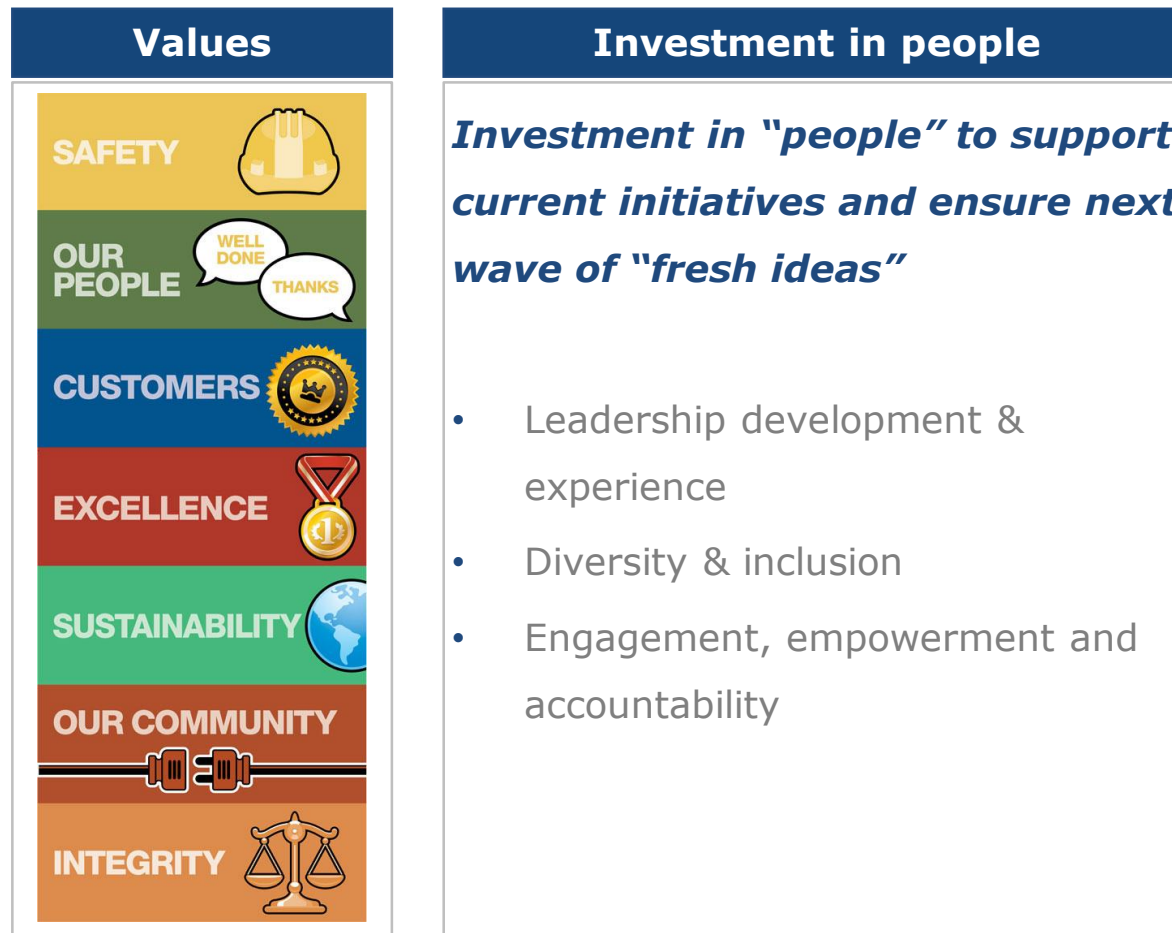 Values
SAFETY
OUR
PEOPLE
WELL
DONE
THANKS
CUSTOMERS
EXCELLENCE
1
SUSTAINABILITY
OUR COMMUNITY
INTEGRITY
Investment in people
Investment in “people” to support
current initiatives and ensure next
wave of “fresh ideas”
• Leadership development &
experience
• Diversity & inclusion
• Engagement, empowerment and
accountability